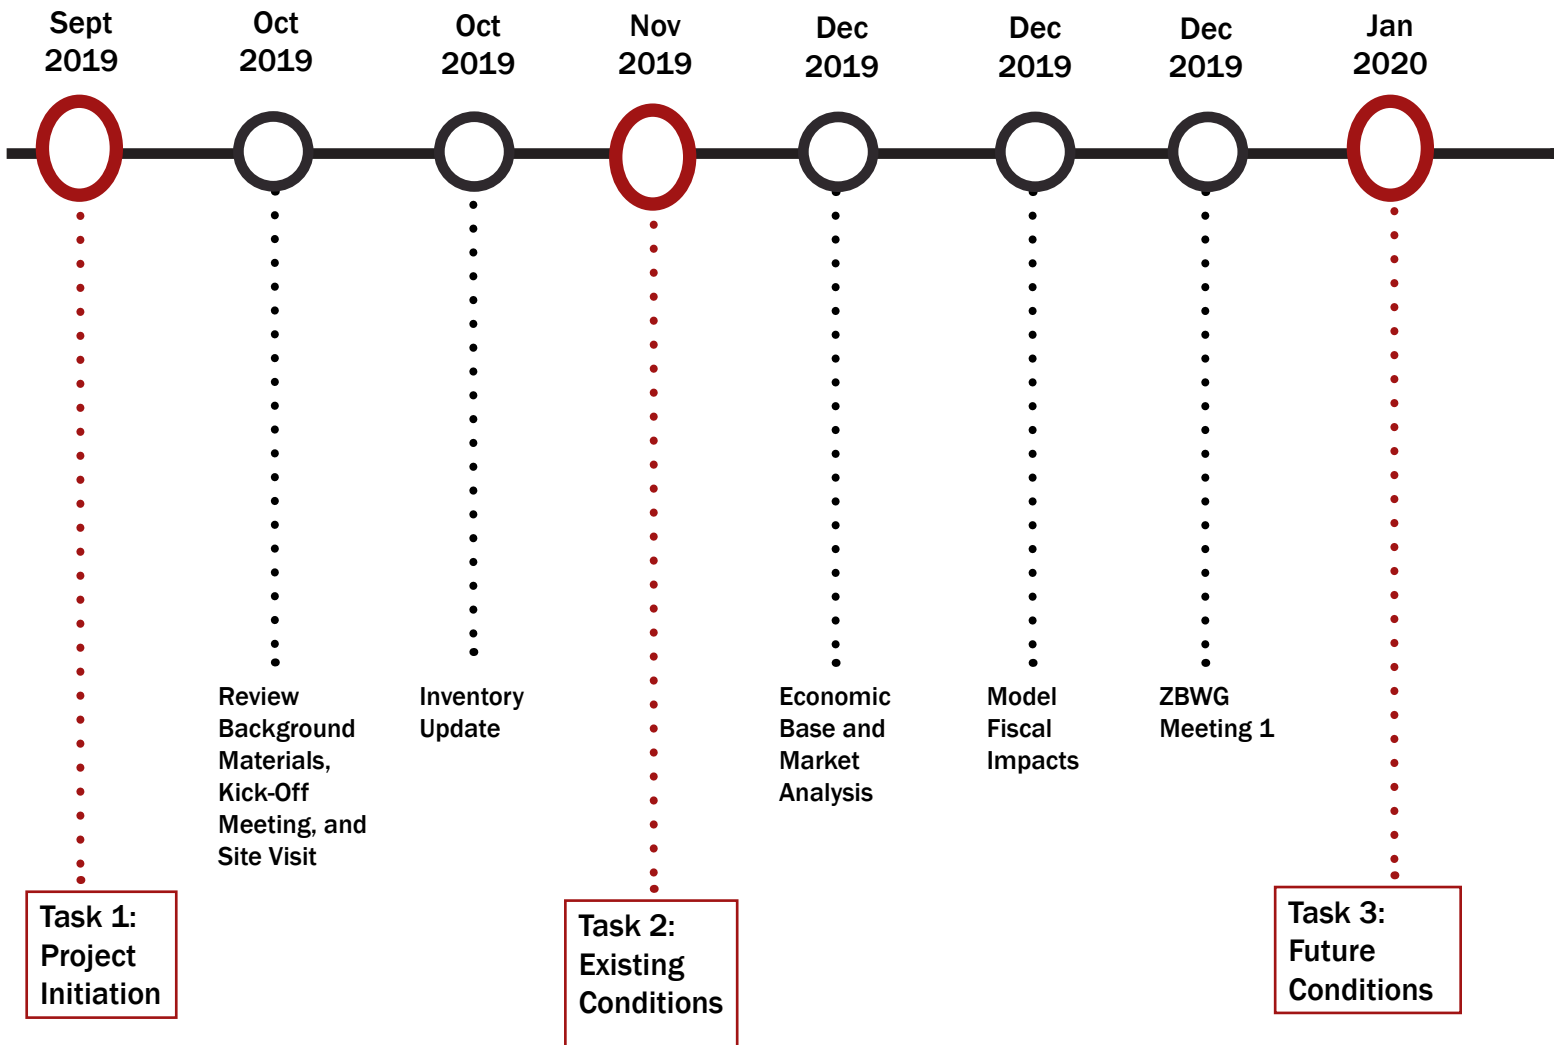 Sept
2019
Oct
2019
Oct
2019
Nov
2019
Dec
2019
Dec
2019
Dec
2019
Jan
2020
Review
Background
Materials,
Kick-Off
Meeting, and
Site Visit
Inventory
Update
Economic
Base and
Market
Analysis
Model
Fiscal
Impacts
ZBWG
Meeting 1
Task 1:
Project
Initiation
Task 2:
Existing
Conditions
Task 3:
Future
Conditions